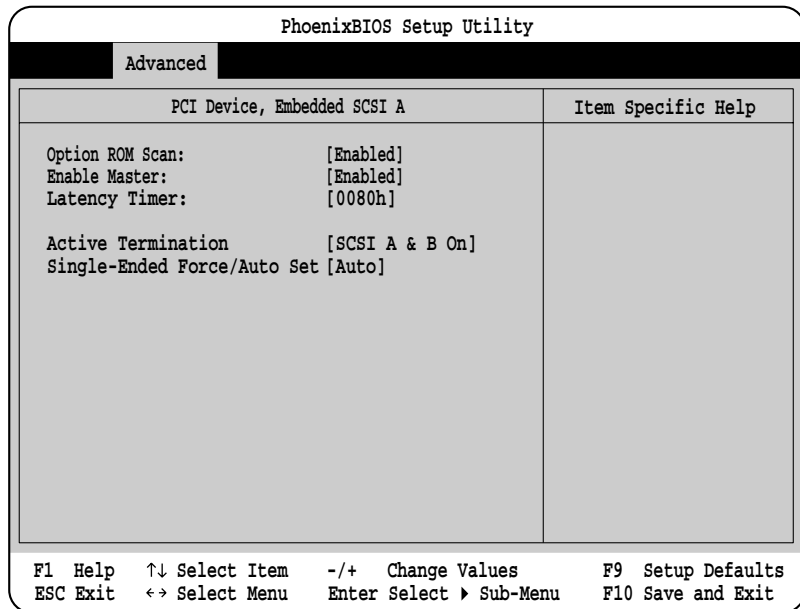 PhoenixBIOS Setup Utility
Advanced
PCI Device, Embedded SCSI A
Item Specific Help
Option ROM Scan: [Enabled]
Enable Master: [Enabled]
Latency Timer: [0080h]
Active Termination [SCSI A & B On]
Single-Ended Force/Auto Set [Auto]
F1 Help ↑↓ Select Item -/+ Change Values F9 Setup Defaults
ESC Exit ←→ Select Menu Enter Select ▶ Sub-Menu F10 Save and Exit